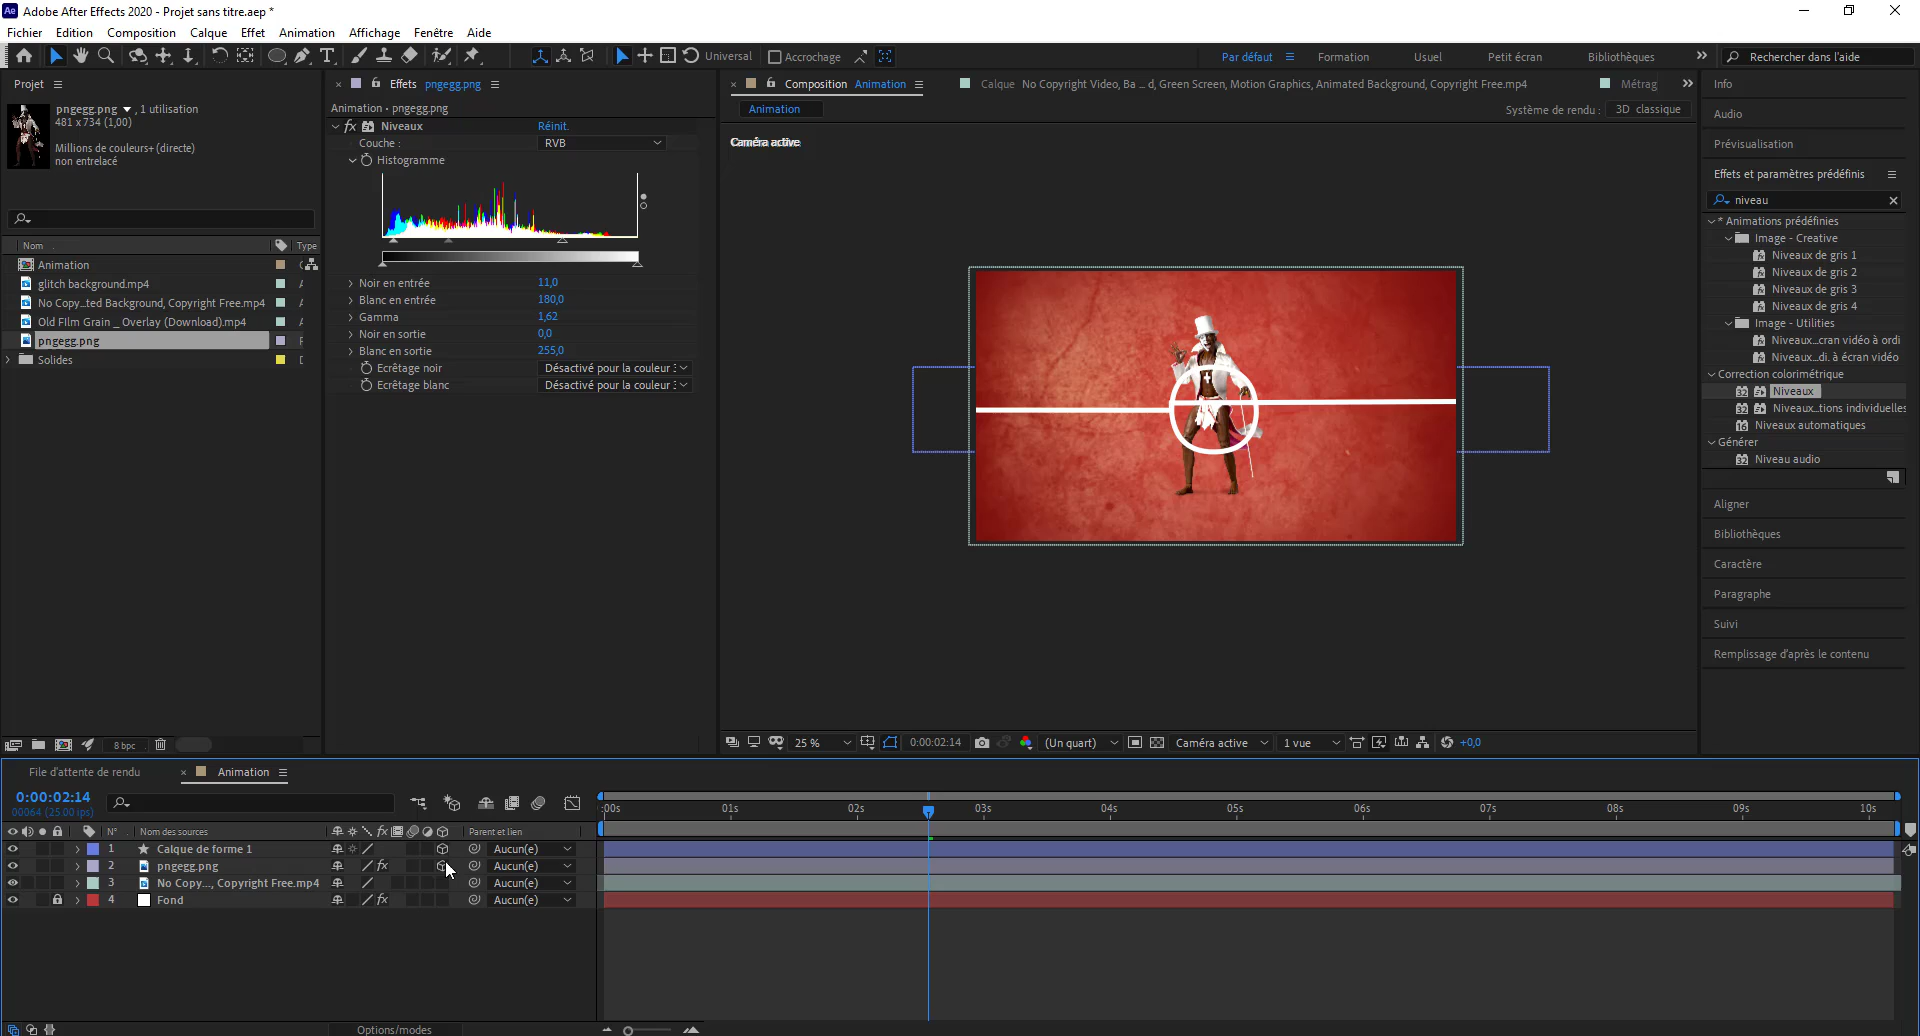 Adobe After Effects 2020 - Projet sans titre.aep *
Fichier Edition Composition Calque Effet Animation Affichage Fenêtre Aide
Universal Accrochage Par défaut Formation Usuel Petit écran Bibliothèques Rechercher dans l'aide
Projet
pngegg.png , 1 utilisation
481 x 734 (1,00)
Millions de couleurs+ (directe)
non entrelacé
Nom Type
Animation
glitch background.mp4
No Copy...ted Background, Copyright Free.mp4
Old FIlm Grain _ Overlay (Download).mp4
pngegg.png
Solides
8 bpc
Effets pngegg.png
Animation • pngegg.png
fx Niveaux Réinit.
Couche : RVB
Histogramme
Noir en entrée 11,0
Blanc en entrée 180,0
Gamma 1,62
Noir en sortie 0,0
Blanc en sortie 255,0
Ecrêtage noir Désactivé pour la couleur
Ecrêtage blanc Désactivé pour la couleur
Composition Animation Calque No Copyright Video, Ba ... d, Green Screen, Motion Graphics, Animated Background, Copyright Free.mp4 Métrag
Animation Système de rendu : 3D classique
Caméra active
25 % 0:00:02:14 (Un quart) Caméra active 1 vue +0,0
Info
Audio
Prévisualisation
Effets et paramètres prédéfinis
niveau
* Animations prédéfinies
Image - Creative
Niveaux de gris 1
Niveaux de gris 2
Niveaux de gris 3
Niveaux de gris 4
Image - Utilities
Niveaux...cran vidéo à ordi
Niveaux...di. à écran vidéo
Correction colorimétrique
Niveaux
Niveaux...tions individuelles
Niveaux automatiques
Générer
Niveau audio
Aligner
Bibliothèques
Caractère
Paragraphe
Suivi
Remplissage d'après le contenu
File d'attente de rendu Animation
0:00:02:14
00064 (25.00 ips)
:00s 01s 02s 03s 04s 05s 06s 07s 08s 09s 10s
N° Nom des sources fx Parent et lien
1 Calque de forme 1 Aucun(e)
2 pngegg.png fx Aucun(e)
3 No Copy..., Copyright Free.mp4 Aucun(e)
4 Fond fx Aucun(e)
Options/modes